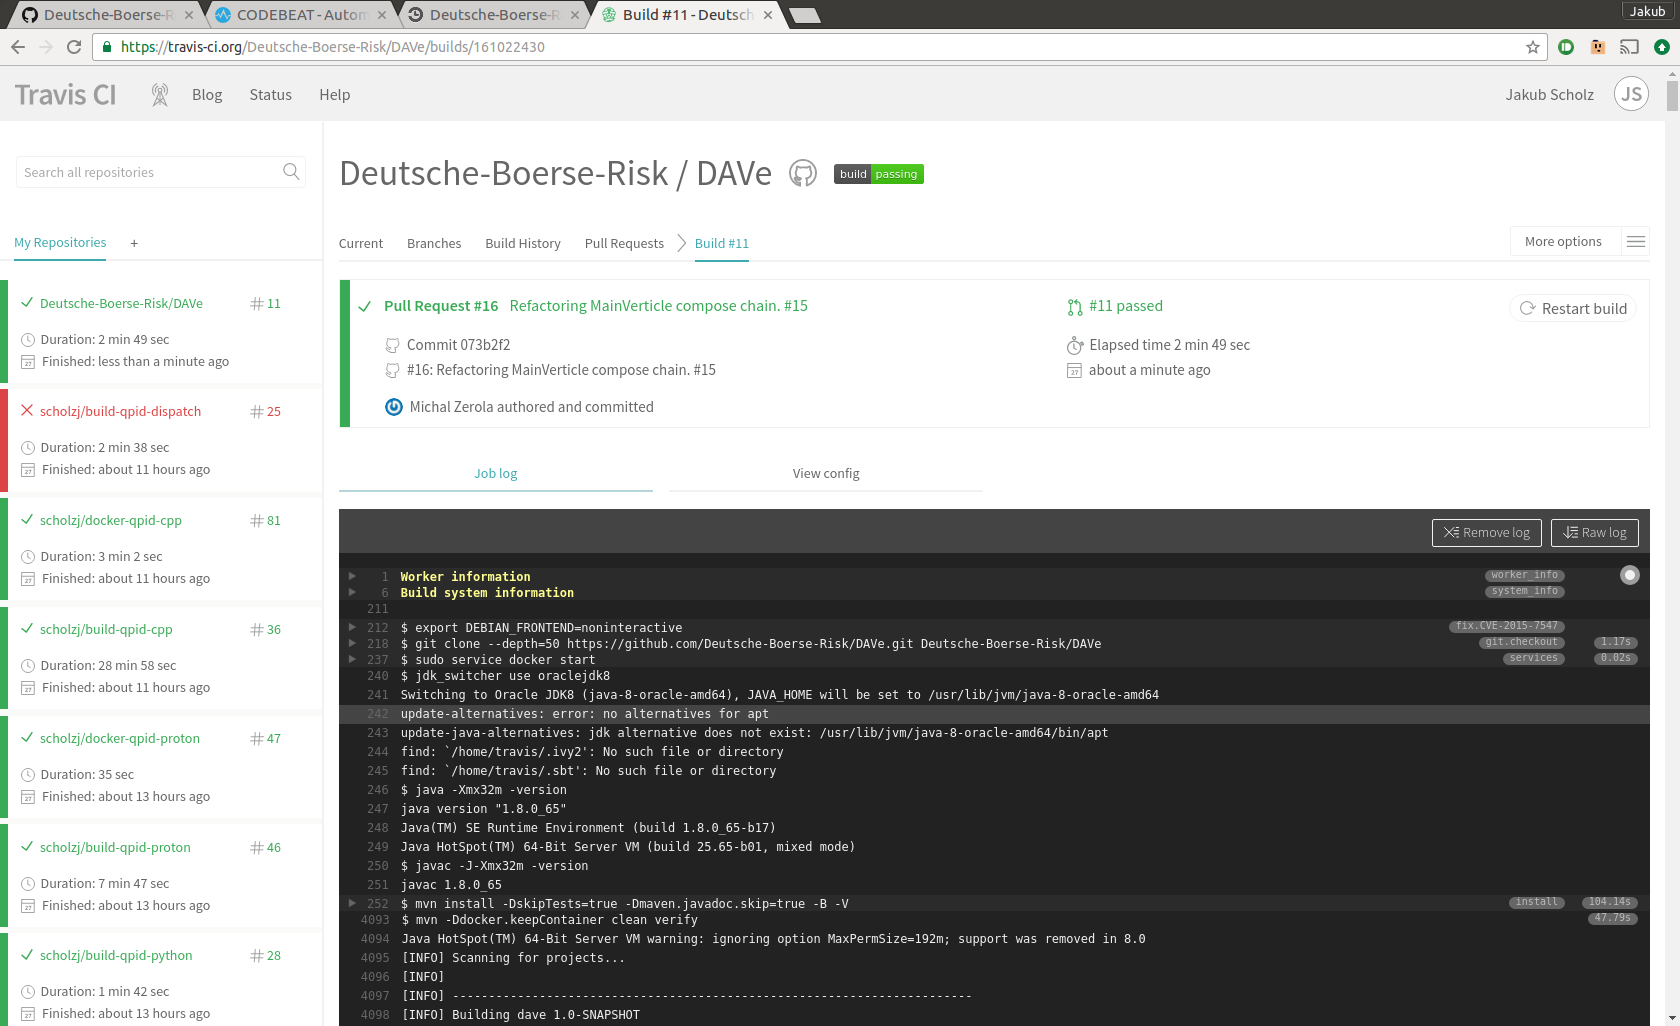 Deutsche-Boerse-R
CODEBEAT - Autom
Deutsche-Boerse-R
Build #11 - Deutsch
Jakub
https://travis-ci.org/Deutsche-Boerse-Risk/DAVe/builds/161022430
Travis CI
Blog
Status
Help
Jakub Scholz
JS
Search all repositories
My Repositories
+
Deutsche-Boerse-Risk/DAVe
# 11
Duration: 2 min 49 sec
Finished: less than a minute ago
scholzj/build-qpid-dispatch
# 25
Duration: 2 min 38 sec
Finished: about 11 hours ago
scholzj/docker-qpid-cpp
# 81
Duration: 3 min 2 sec
Finished: about 11 hours ago
scholzj/build-qpid-cpp
# 36
Duration: 28 min 58 sec
Finished: about 11 hours ago
scholzj/docker-qpid-proton
# 47
Duration: 35 sec
Finished: about 13 hours ago
scholzj/build-qpid-proton
# 46
Duration: 7 min 47 sec
Finished: about 13 hours ago
scholzj/build-qpid-python
# 28
Duration: 1 min 42 sec
Finished: about 13 hours ago
Deutsche-Boerse-Risk / DAVe
build passing
Current
Branches
Build History
Pull Requests
Build #11
More options
Pull Request #16 Refactoring MainVerticle compose chain. #15
Commit 073b2f2
#16: Refactoring MainVerticle compose chain. #15
Michal Zerola authored and committed
#11 passed
Elapsed time 2 min 49 sec
about a minute ago
Restart build
Job log
View config
Remove log
Raw log
1 Worker information worker_info
6 Build system information system_info
211
212 $ export DEBIAN_FRONTEND=noninteractive fix.CVE-2015-7547
218 $ git clone --depth=50 https://github.com/Deutsche-Boerse-Risk/DAVe.git Deutsche-Boerse-Risk/DAVe git.checkout 1.17s
237 $ sudo service docker start services 0.02s
240 $ jdk_switcher use oraclejdk8
241 Switching to Oracle JDK8 (java-8-oracle-amd64), JAVA_HOME will be set to /usr/lib/jvm/java-8-oracle-amd64
242 update-alternatives: error: no alternatives for apt
243 update-java-alternatives: jdk alternative does not exist: /usr/lib/jvm/java-8-oracle-amd64/bin/apt
244 find: `/home/travis/.ivy2': No such file or directory
245 find: `/home/travis/.sbt': No such file or directory
246 $ java -Xmx32m -version
247 java version "1.8.0_65"
248 Java(TM) SE Runtime Environment (build 1.8.0_65-b17)
249 Java HotSpot(TM) 64-Bit Server VM (build 25.65-b01, mixed mode)
250 $ javac -J-Xmx32m -version
251 javac 1.8.0_65
252 $ mvn install -DskipTests=true -Dmaven.javadoc.skip=true -B -V install 104.14s
4093 $ mvn -Ddocker.keepContainer clean verify 47.79s
4094 Java HotSpot(TM) 64-Bit Server VM warning: ignoring option MaxPermSize=192m; support was removed in 8.0
4095 [INFO] Scanning for projects...
4096 [INFO]
4097 [INFO] ------------------------------------------------------------------------
4098 [INFO] Building dave 1.0-SNAPSHOT